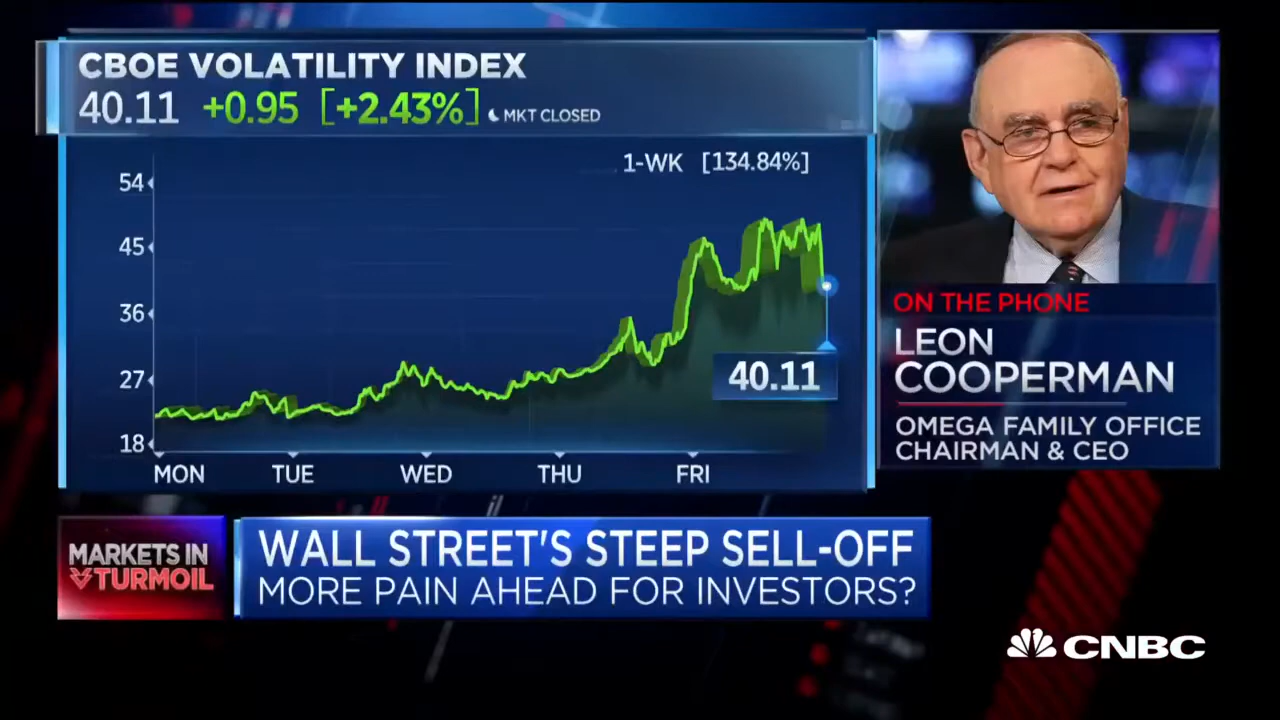 CBOE VOLATILITY INDEX
40.11 +0.95 [+2.43%] MKT CLOSED
1-WK [134.84%]
54
45
36
27
18
40.11
MON TUE WED THU FRI
ON THE PHONE
LEON
COOPERMAN
OMEGA FAMILY OFFICE
CHAIRMAN & CEO
MARKETS IN
TURMOIL
WALL STREET'S STEEP SELL-OFF
MORE PAIN AHEAD FOR INVESTORS?
CNBC